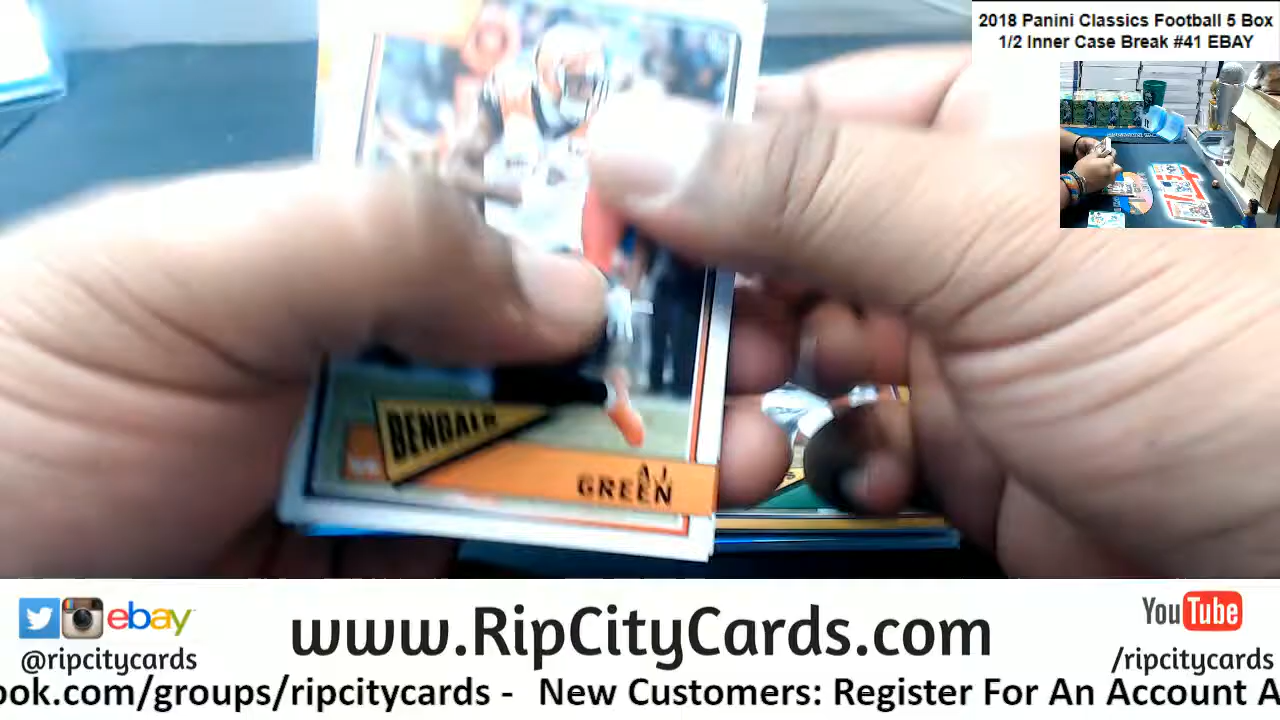 2018 Panini Classics Football 5 Box
1/2 Inner Case Break #41 EBAY
BENGALS
A.J.
GREEN
ebay
www.RipCityCards.com
YouTube
@ripcitycards
/ripcitycards
ook.com/groups/ripcitycards - New Customers: Register For An Account A